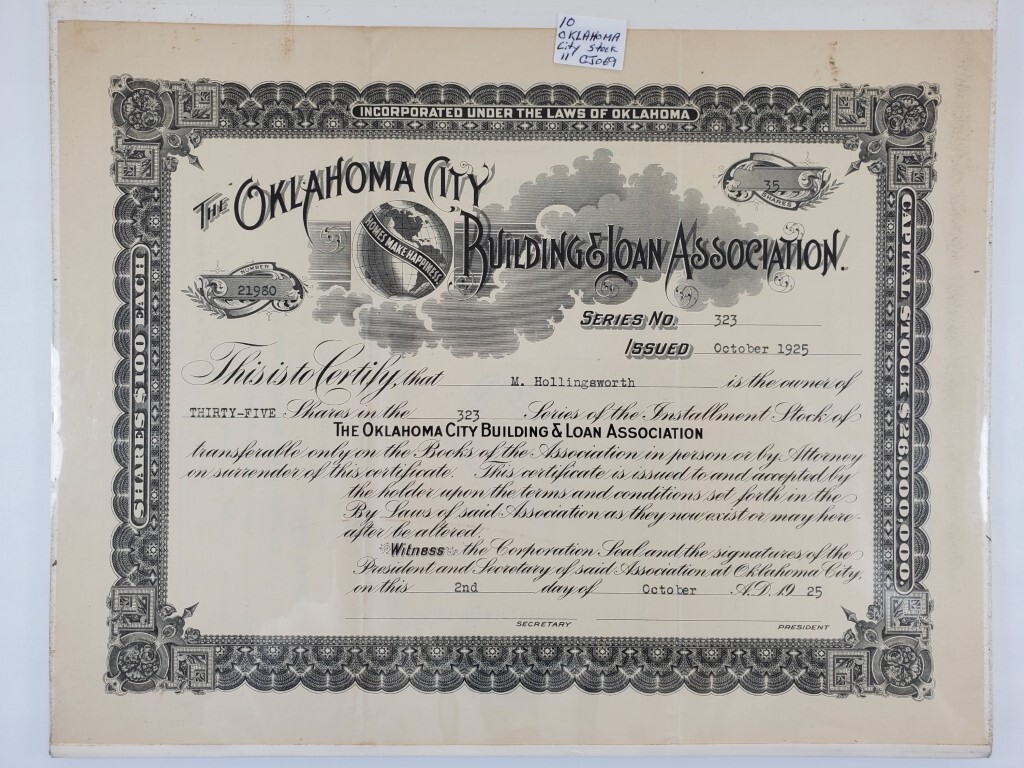 10
OKLAHOMA
City Stock
" CJ069
INCORPORATED UNDER THE LAWS OF OKLAHOMA
THE OKLAHOMA CITY
BUILDING & LOAN ASSOCIATION.
HOMES MAKE HAPPINESS
35
SHARES
NUMBER
21980
SHARES $100 EACH
CAPITAL STOCK $26,000,000.
SERIES NO. 323
ISSUED October 1925
This is to Certify, that M. Hollingsworth is the owner of
THIRTY-FIVE Shares in the 323 Series of the Installment Stock of
THE OKLAHOMA CITY BUILDING & LOAN ASSOCIATION
transferable only on the Books of the Association in person or by Attorney
on surrender of this certificate. This certificate is issued to and accepted by
the holder upon the terms and conditions set forth in the
By Laws of said Association as they now exist or may here-
after be altered.
Witness the Corporation Seal and the signatures of the
President and Secretary of said Association at Oklahoma City,
on this 2nd day of October A.D. 1925
SECRETARY PRESIDENT